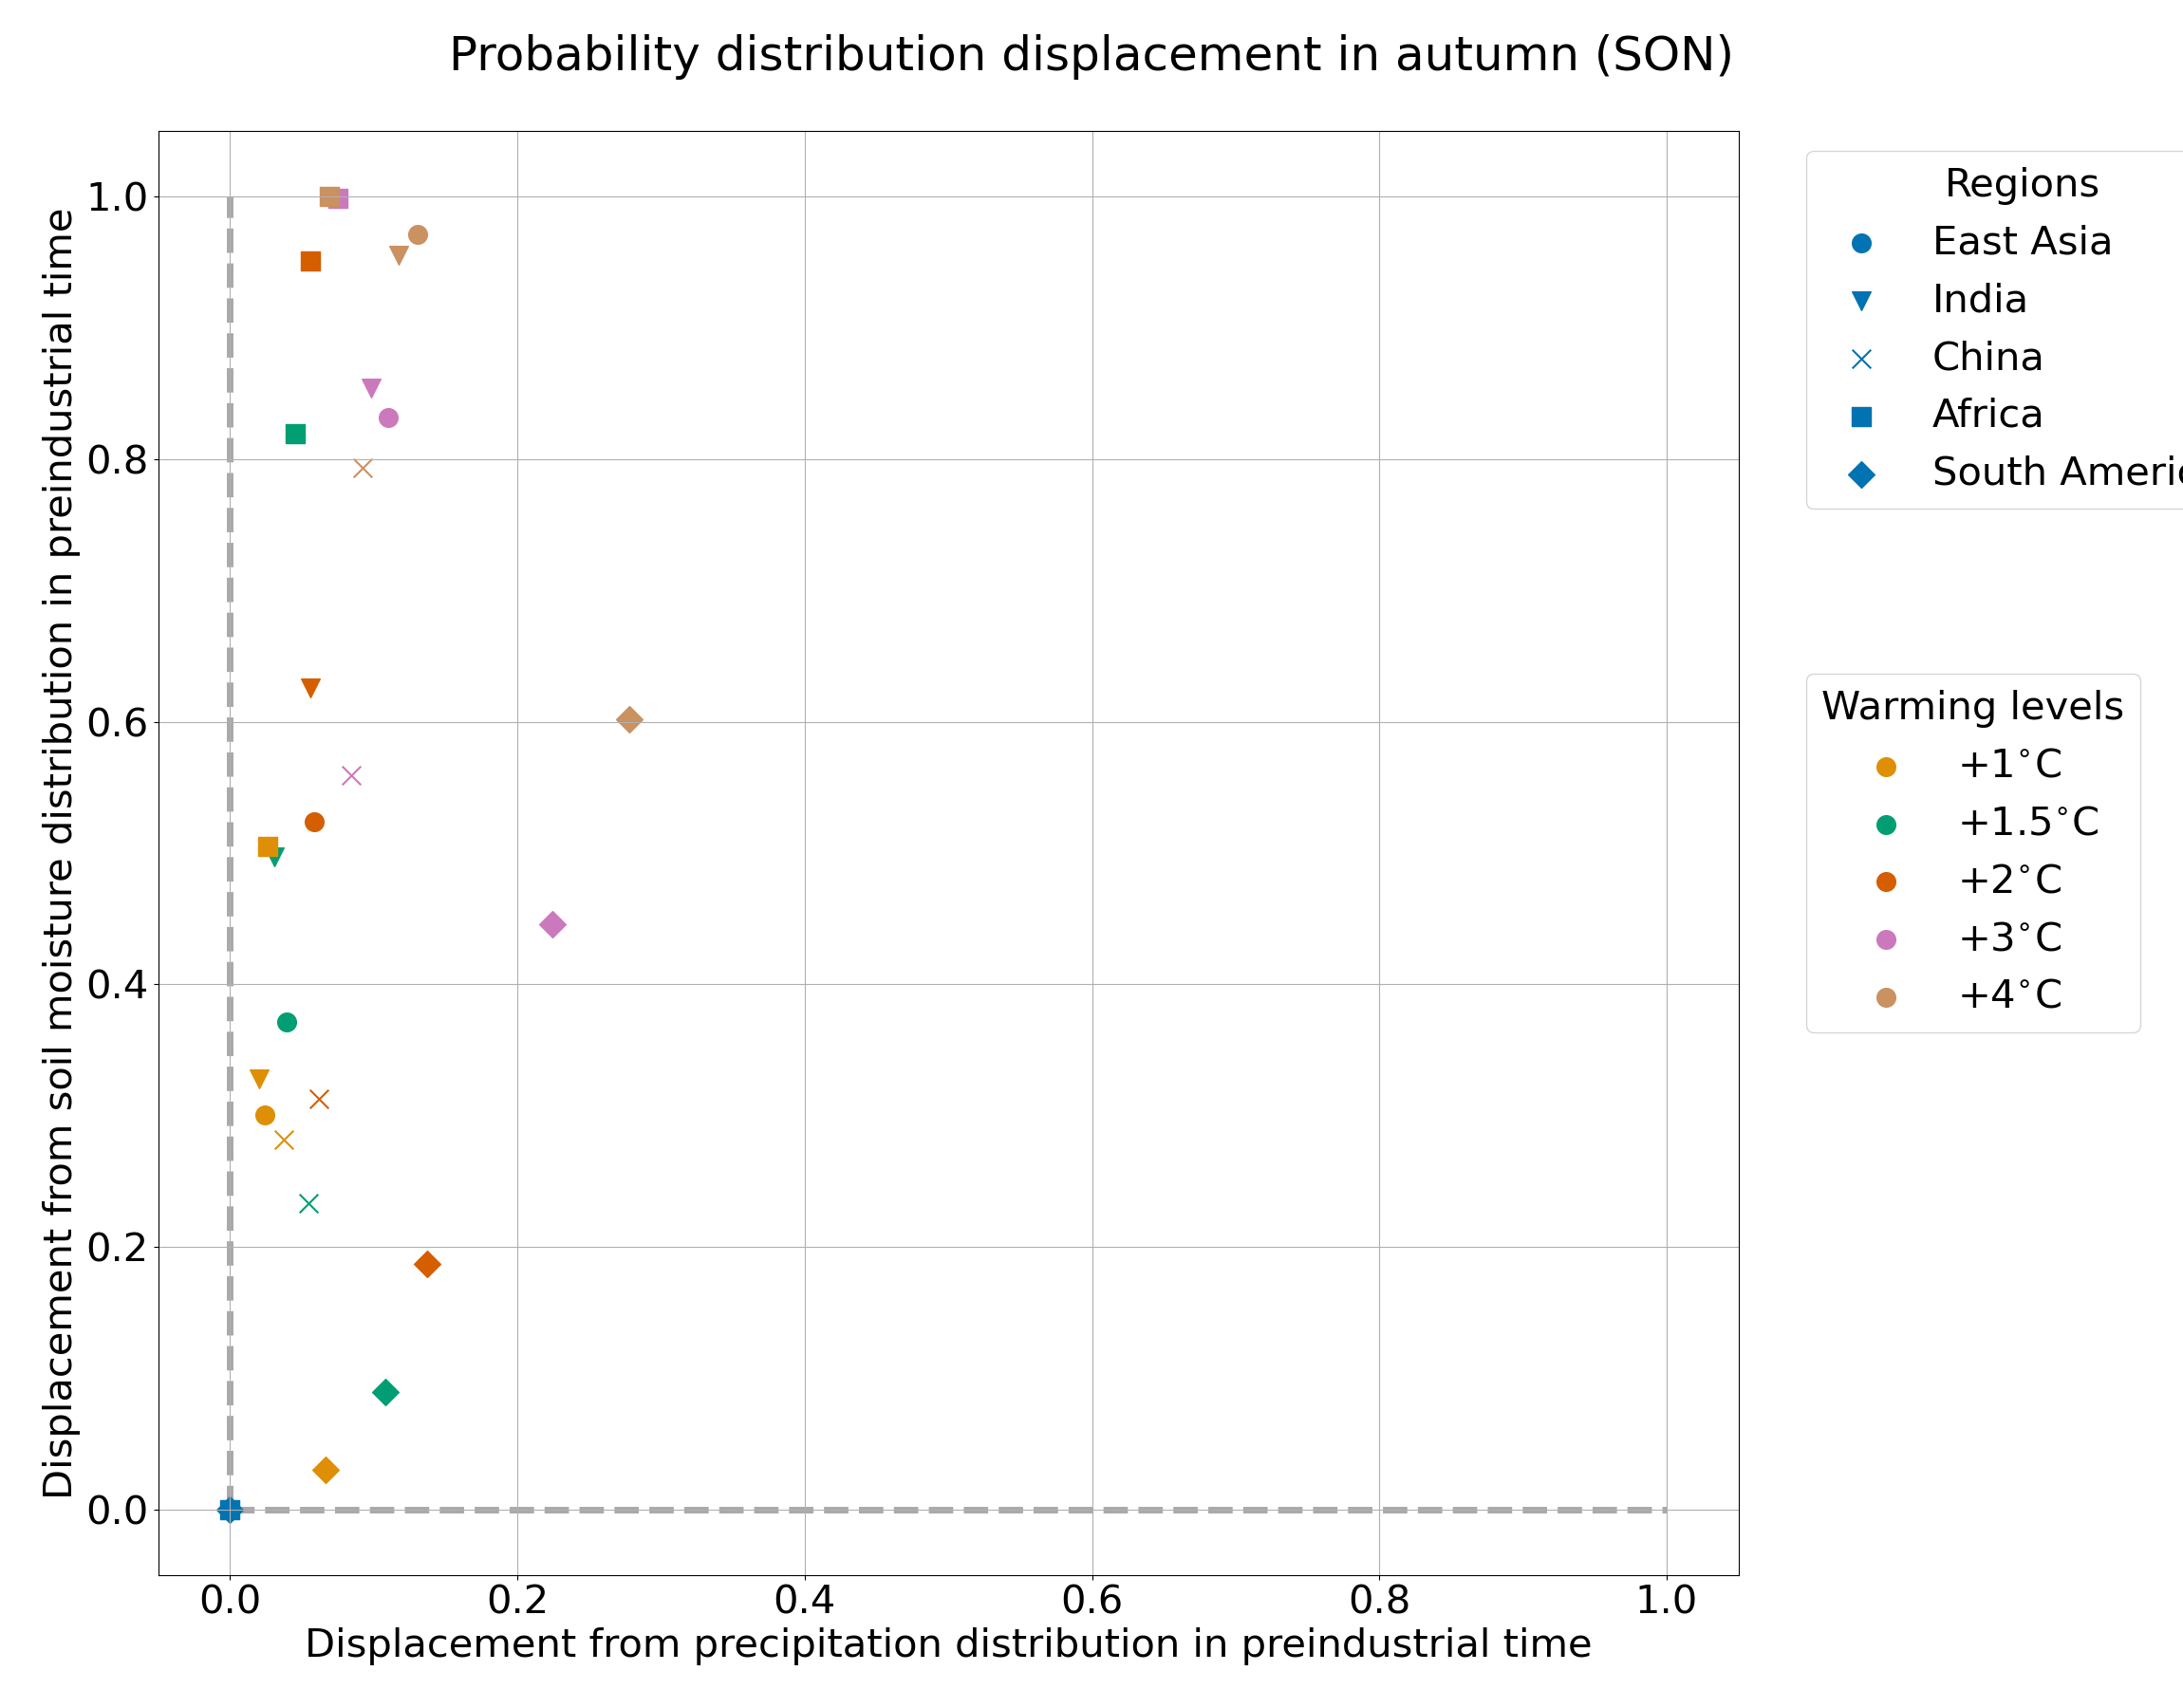 Probability distribution displacement in autumn (SON)
Displacement from soil moisture distribution in preindustrial time
1.0
0.8
0.6
0.4
0.2
0.0
0.0 0.2 0.4 0.6 0.8 1.0
Displacement from precipitation distribution in preindustrial time
Regions
East Asia
India
China
Africa
South Americ
Warming levels
+1°C
+1.5°C
+2°C
+3°C
+4°C